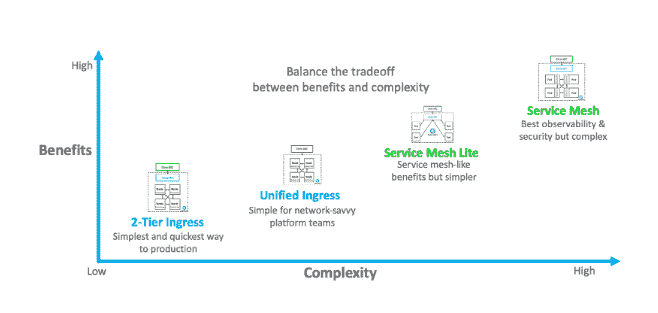 High
Balance the tradeoff
between benefits and complexity
Service Mesh
Best observability &
security but complex
Benefits
Service Mesh Lite
Service mesh-like
benefits but simpler
Unified Ingress
Simple for network-savvy
platform teams
2-Tier Ingress
Simplest and quickest way
to production
Low
Complexity
High